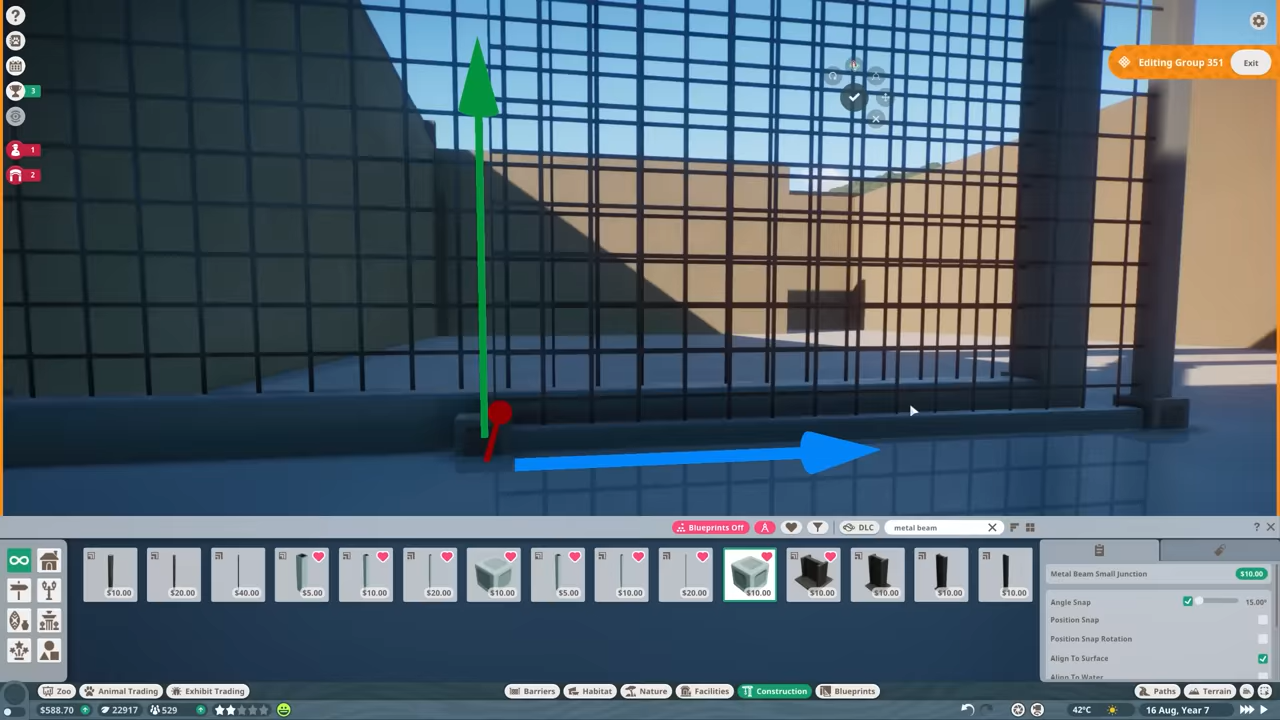 ?
Editing Group 351
Exit
3
1
2
Blueprints Off
DLC
metal beam
?
$10.00
$20.00
$40.00
$5.00
$10.00
$20.00
$10.00
$5.00
$10.00
$20.00
$10.00
$10.00
$10.00
$10.00
$10.00
Metal Beam Small Junction
$10.00
Angle Snap
15.00°
Position Snap
Position Snap Rotation
Align To Surface
Align To Water
Zoo
Animal Trading
Exhibit Trading
Barriers
Habitat
Nature
Facilities
Construction
Blueprints
Paths
Terrain
$588.70
22917
529
42°C
16 Aug, Year 7